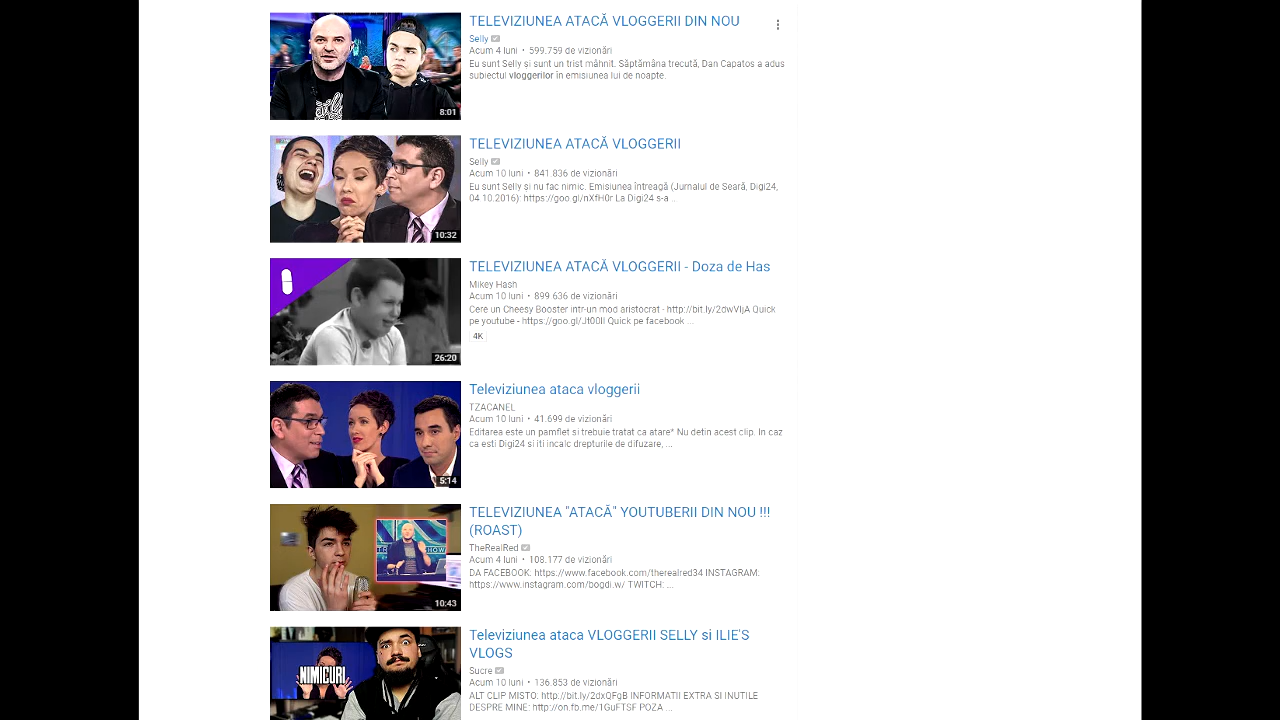 TELEVIZIUNEA ATACĂ VLOGGERII DIN NOU
Selly
Acum 4 luni • 599.759 de vizionări
Eu sunt Selly și sunt un trist mâhnit. Săptămâna trecută, Dan Capatos a adus
subiectul vloggerilor în emisiunea lui de noapte.
8:01
TELEVIZIUNEA ATACĂ VLOGGERII
Selly
Acum 10 luni • 841.836 de vizionări
Eu sunt Selly și nu fac nimic. Emisiunea întreagă (Jurnalul de Seară, Digi24,
04.10.2016): https://goo.gl/nXfH0r La Digi24 s-a ...
10:32
TELEVIZIUNEA ATACĂ VLOGGERII - Doza de Has
Mikey Hash
Acum 10 luni • 899.636 de vizionări
Cere un Cheesy Booster intr-un mod aristocrat - http://bit.ly/2dwVIjA Quick
pe youtube - https://goo.gl/Jt00lI Quick pe facebook ...
4K
26:20
Televiziunea ataca vloggerii
TZACANEL
Acum 10 luni • 41.699 de vizionări
Editarea este un pamflet si trebuie tratat ca atare* Nu detin acest clip. In caz
ca esti Digi24 si iti incalc drepturile de difuzare, ...
5:14
TELEVIZIUNEA "ATACĂ" YOUTUBERII DIN NOU !!!
(ROAST)
TheRealRed
Acum 4 luni • 108.177 de vizionări
DA FACEBOOK: https://www.facebook.com/therealred34 INSTAGRAM:
https://www.instagram.com/bogdi.w/ TWITCH: ...
SHOW
10:43
Televiziunea ataca VLOGGERII SELLY si ILIE'S
VLOGS
Sucre
Acum 10 luni • 136.853 de vizionări
ALT CLIP MISTO: http://bit.ly/2dxQFgB INFORMATII EXTRA SI INUTILE
DESPRE MINE: http://on.fb.me/1GuFTSF POZA ...
NIMICURI